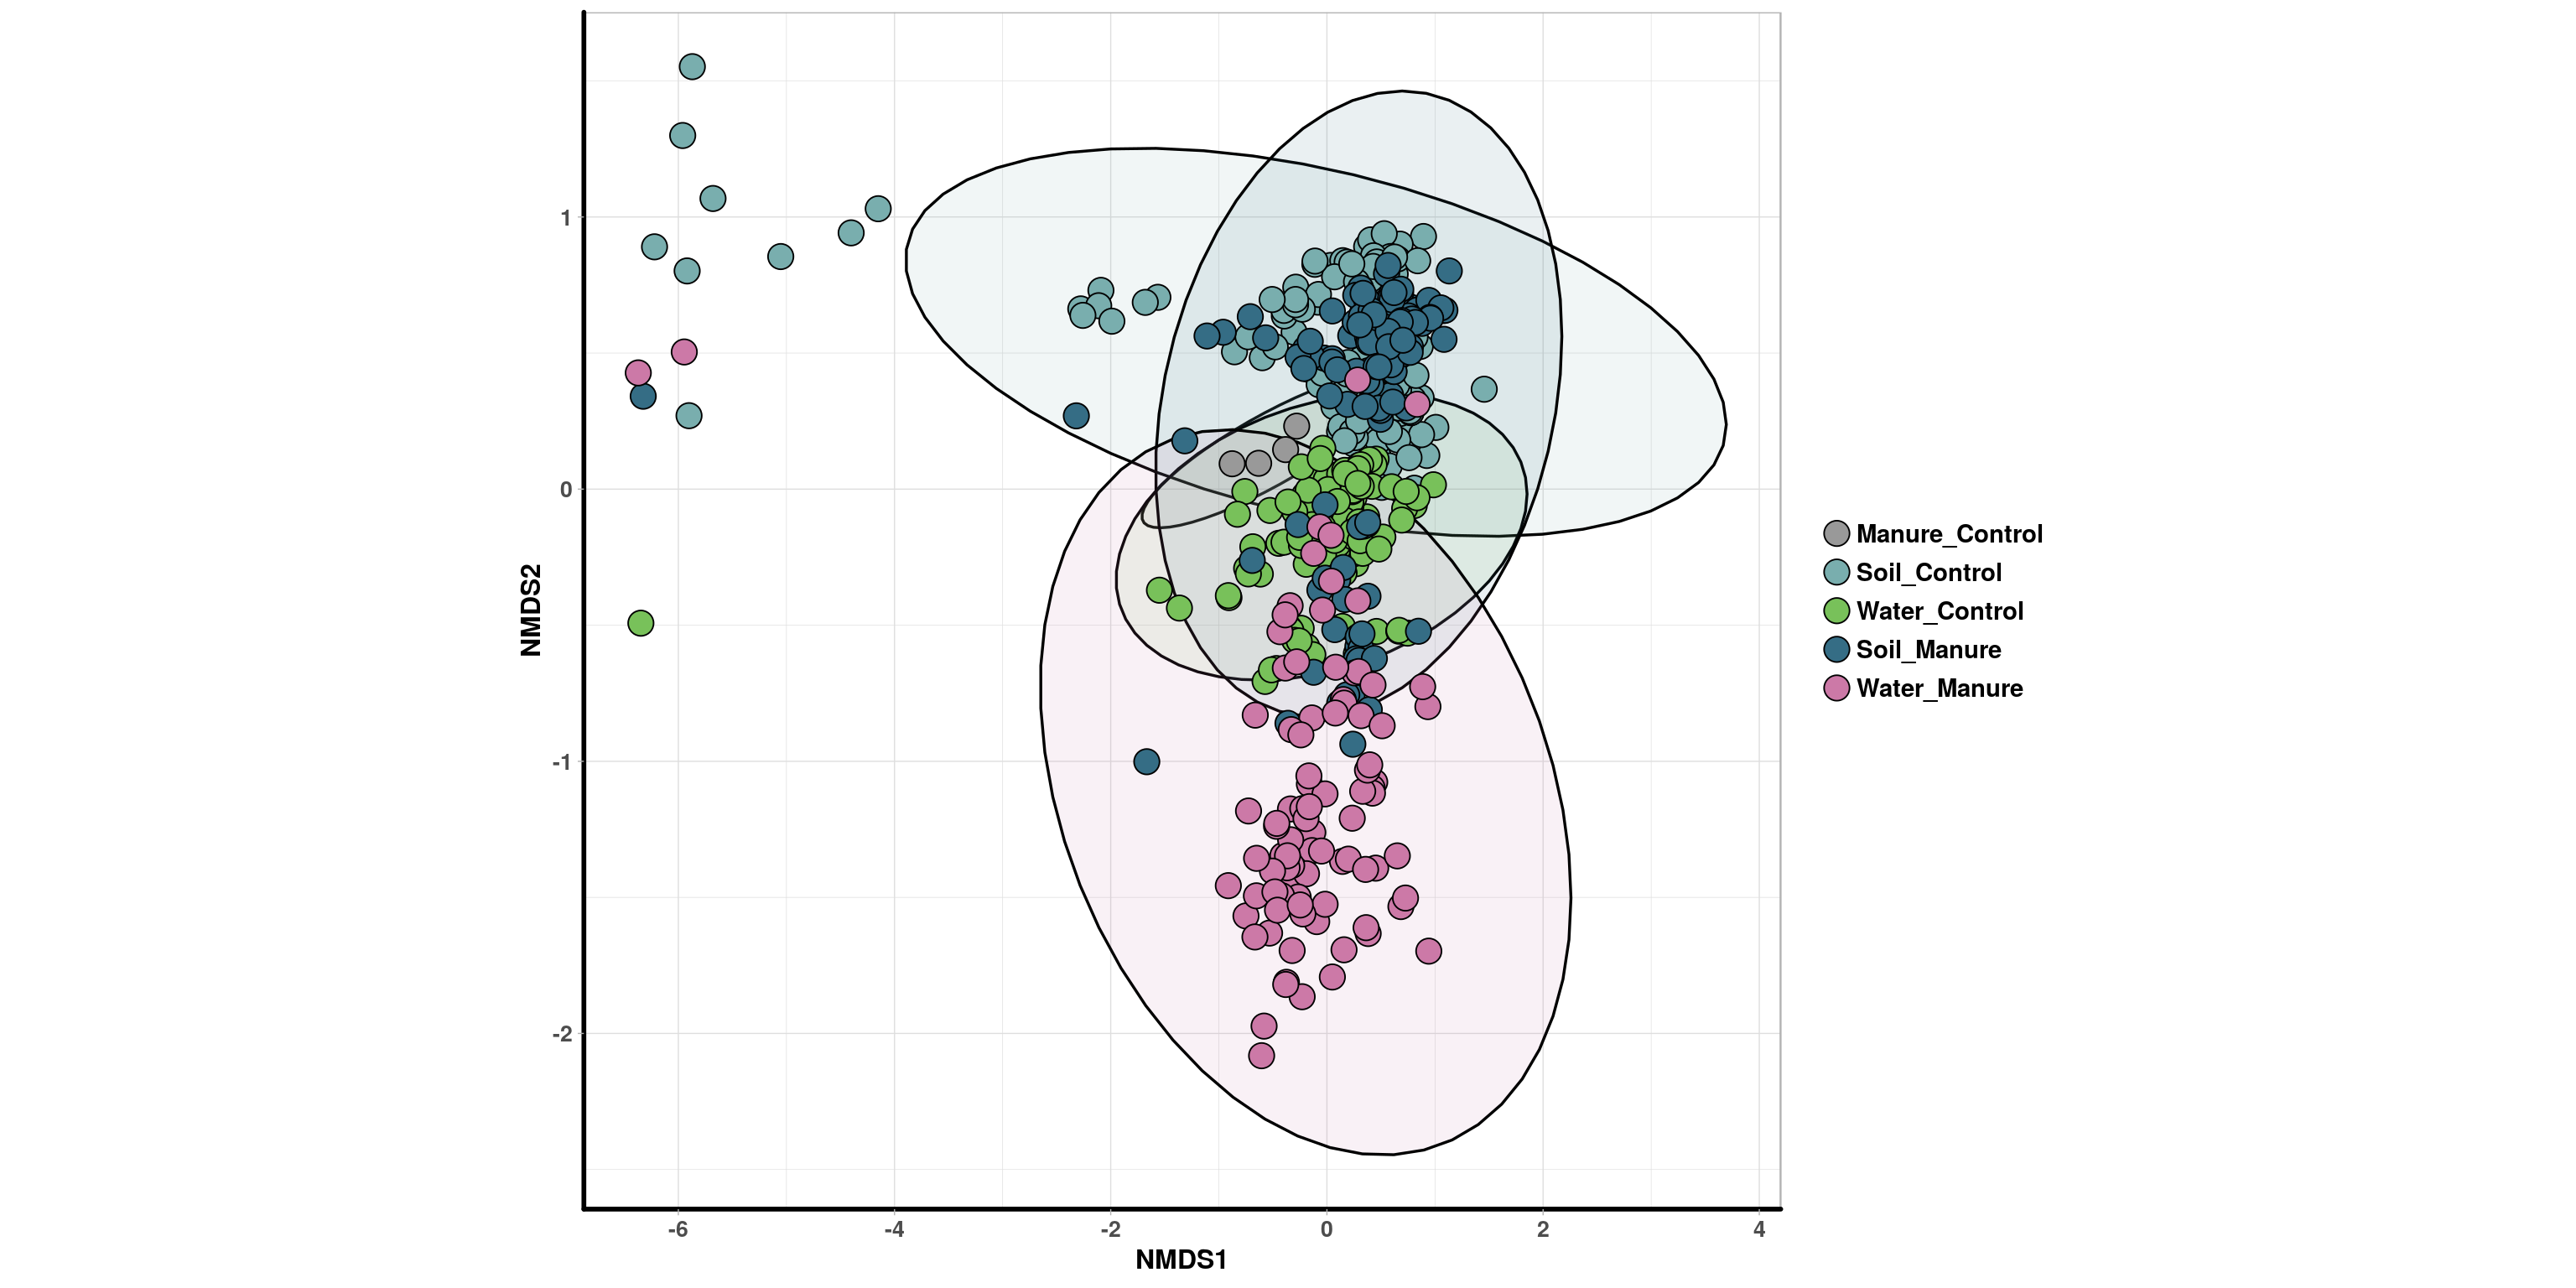 1
0
-1
-2
NMDS2
-6
-4
-2
0
2
4
NMDS1
Manure_Control
Soil_Control
Water_Control
Soil_Manure
Water_Manure